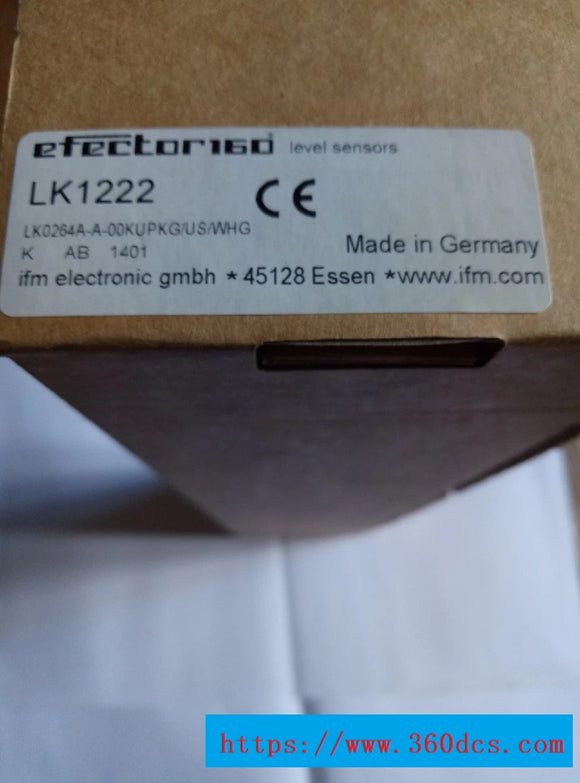 efector160 level sensors
LK1222 CE
LK0264A-A-00KUPKG/US/WHG
K AB 1401
Made in Germany
ifm electronic gmbh * 45128 Essen *www.ifm.com
https://www.360dcs.com